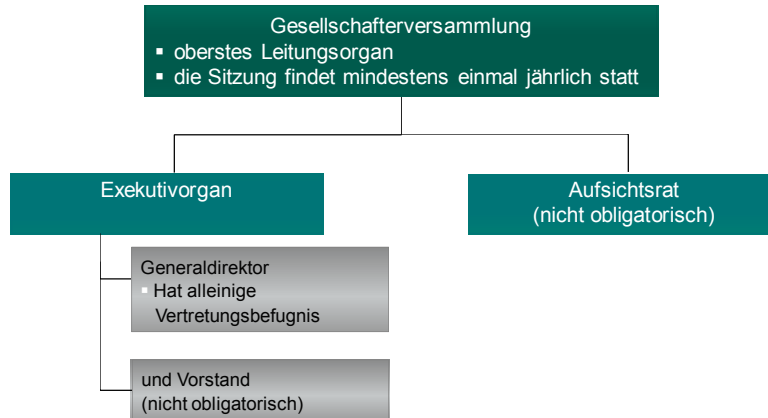 Gesellschafterversammlung
▪ oberstes Leitungsorgan
▪ die Sitzung findet mindestens einmal jährlich statt
Exekutivorgan
Aufsichtsrat
(nicht obligatorisch)
Generaldirektor
▪ Hat alleinige
Vertretungsbefugnis
und Vorstand
(nicht obligatorisch)